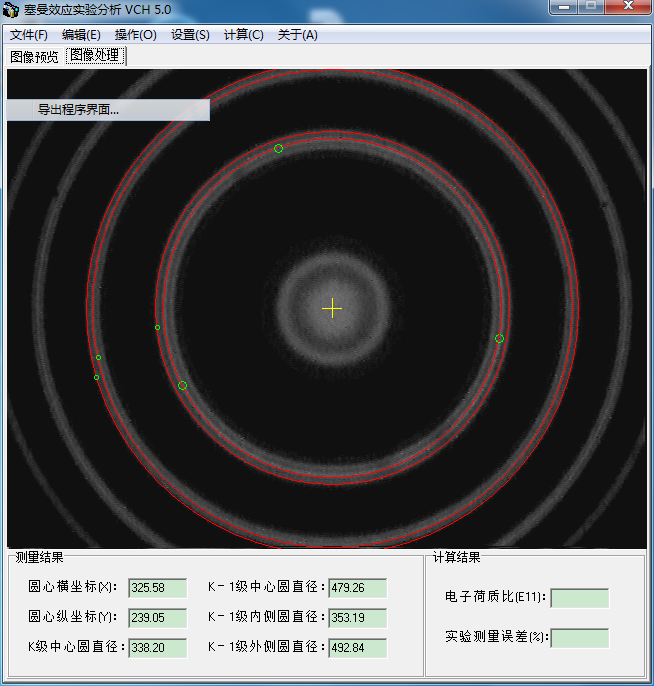 塞曼效应实验分析 VCH 5.0
文件(F) 编辑(E) 操作(O) 设置(S) 计算(C) 关于(A)
图像预览 图像处理
导出程序界面...
测量结果
圆心横坐标(X): 325.58 K-1级中心圆直径: 479.26
圆心纵坐标(Y): 239.05 K-1级内侧圆直径: 353.19
K级中心圆直径: 338.20 K-1级外侧圆直径: 492.84
计算结果
电子荷质比(E11):
实验测量误差(%):